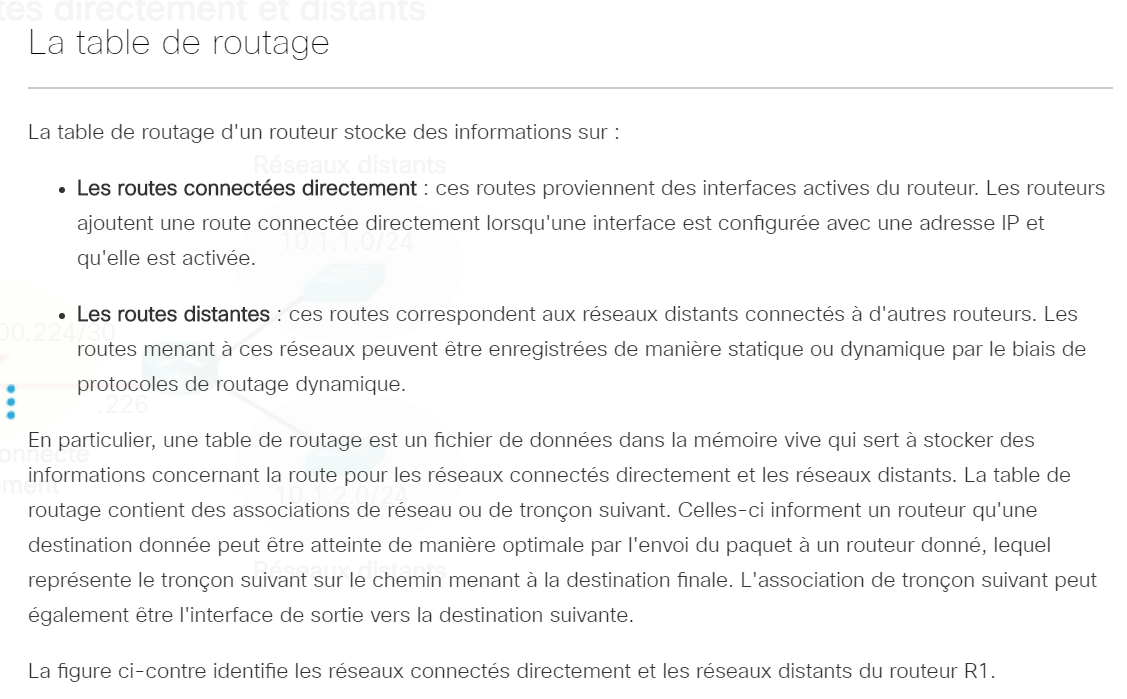 tes directement et distants
La table de routage
La table de routage d'un routeur stocke des informations sur :
Réseaux distants
• Les routes connectées directement : ces routes proviennent des interfaces actives du routeur. Les routeurs
ajoutent une route connectée directement lorsqu'une interface est configurée avec une adresse IP et
10.1.1.0/24
qu'elle est activée.
• Les routes distantes : ces routes correspondent aux réseaux distants connectés à d'autres routeurs. Les
00.224/30
routes menant à ces réseaux peuvent être enregistrées de manière statique ou dynamique par le biais de
protocoles de routage dynamique.
.226
En particulier, une table de routage est un fichier de données dans la mémoire vive qui sert à stocker des
onnecté
informations concernant la route pour les réseaux connectés directement et les réseaux distants. La table de
ment
10.1.2.0/24
routage contient des associations de réseau ou de tronçon suivant. Celles-ci informent un routeur qu'une
destination donnée peut être atteinte de manière optimale par l'envoi du paquet à un routeur donné, lequel
Réseaux distants
représente le tronçon suivant sur le chemin menant à la destination finale. L'association de tronçon suivant peut
également être l'interface de sortie vers la destination suivante.
La figure ci-contre identifie les réseaux connectés directement et les réseaux distants du routeur R1.